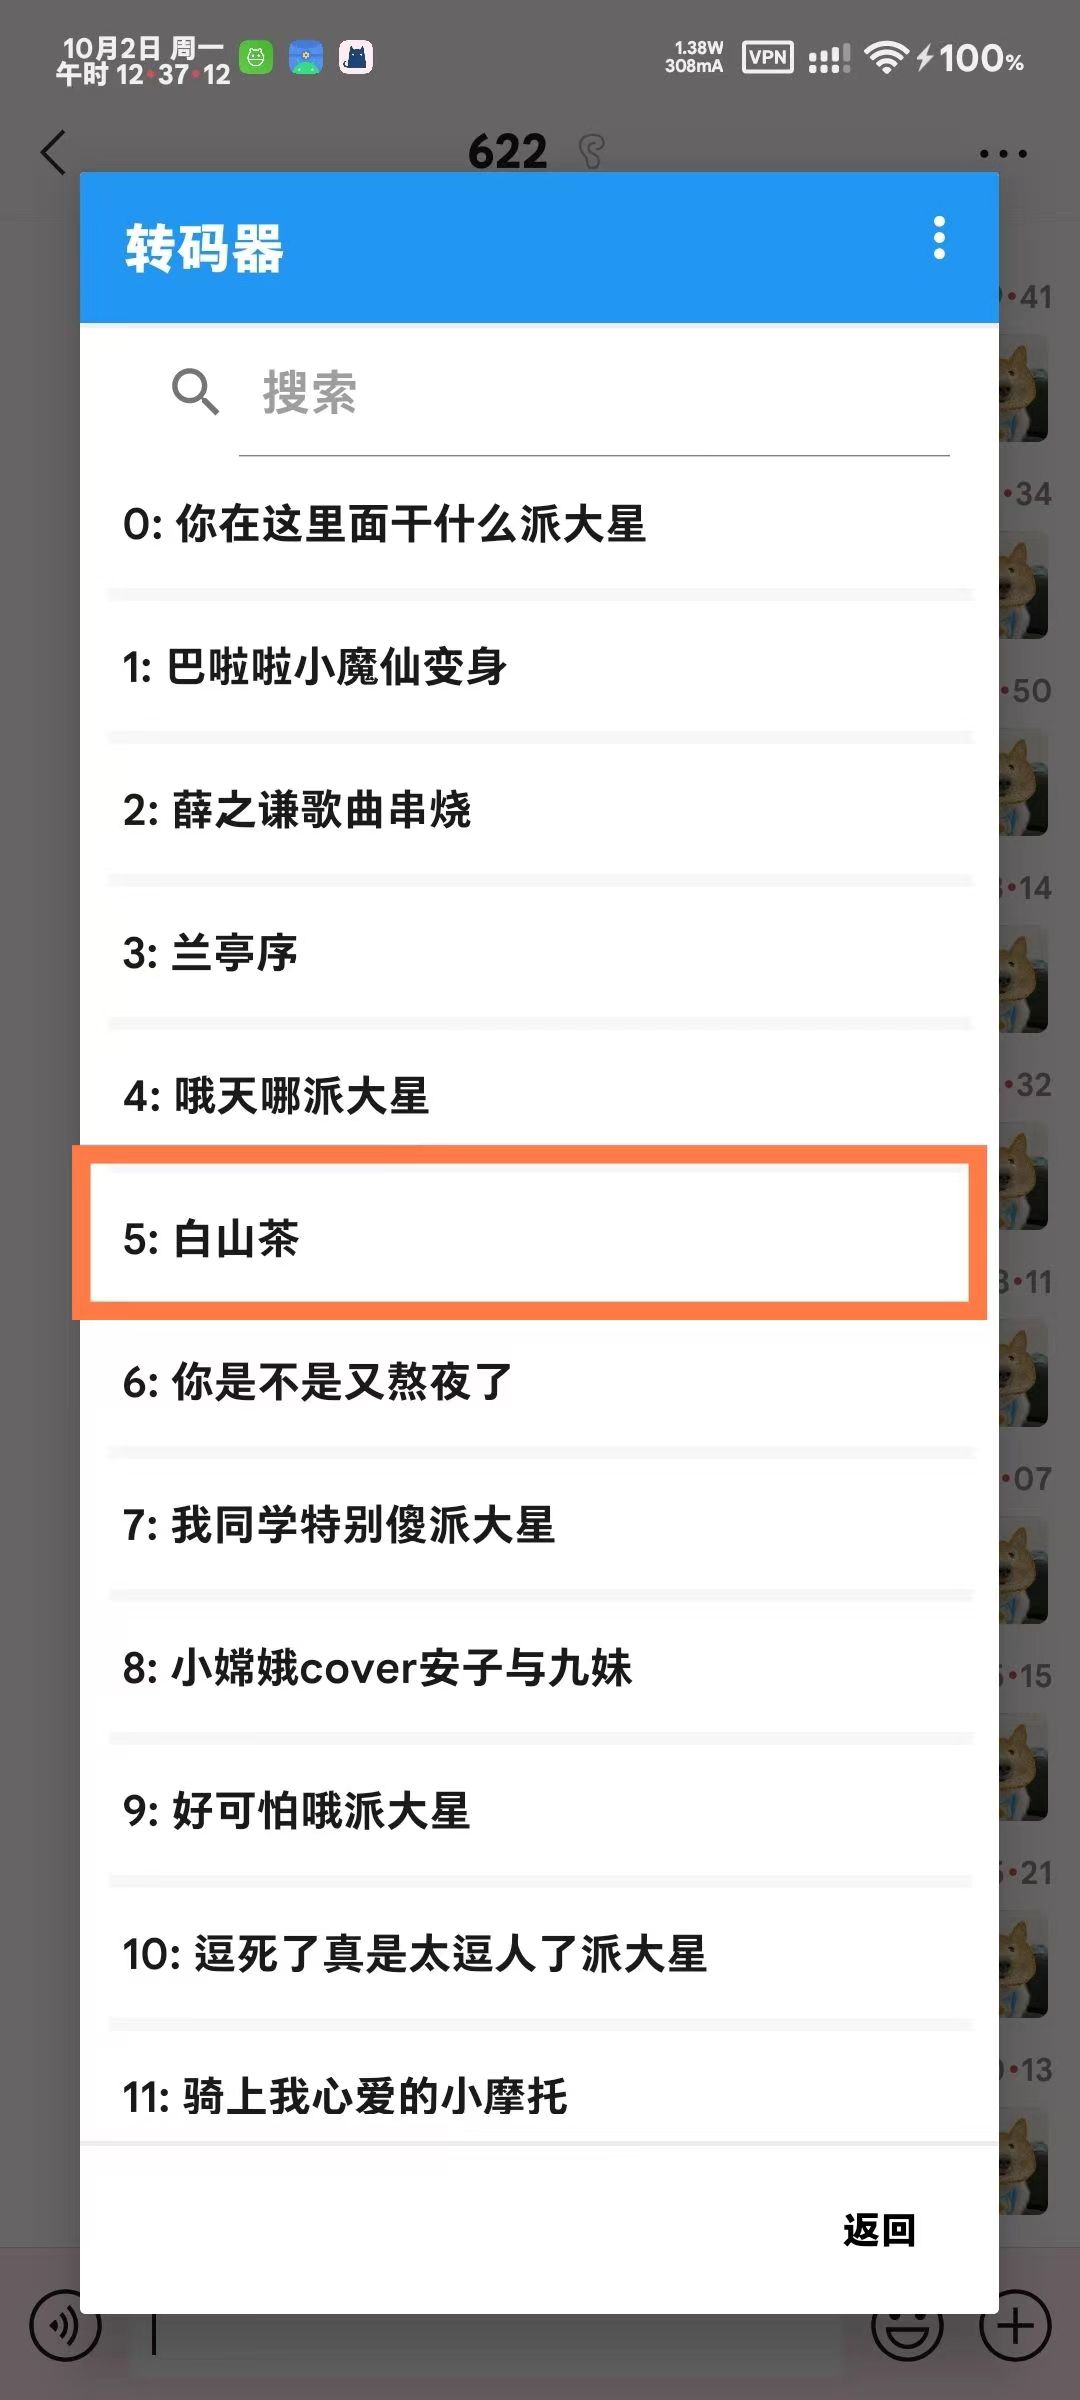 10月2日 周一
午时 12•37•12
1.38W
308mA
VPN
100%
622
转码器
搜索
0: 你在这里面干什么派大星
1: 巴啦啦小魔仙变身
2: 薛之谦歌曲串烧
3: 兰亭序
4: 哦天哪派大星
5: 白山茶
6: 你是不是又熬夜了
7: 我同学特别傻派大星
8: 小嫦娥cover安子与九妹
9: 好可怕哦派大星
10: 逗死了真是太逗人了派大星
11: 骑上我心爱的小摩托
返回
•41
•34
•50
•14
•32
•11
•07
•15
•21
•13